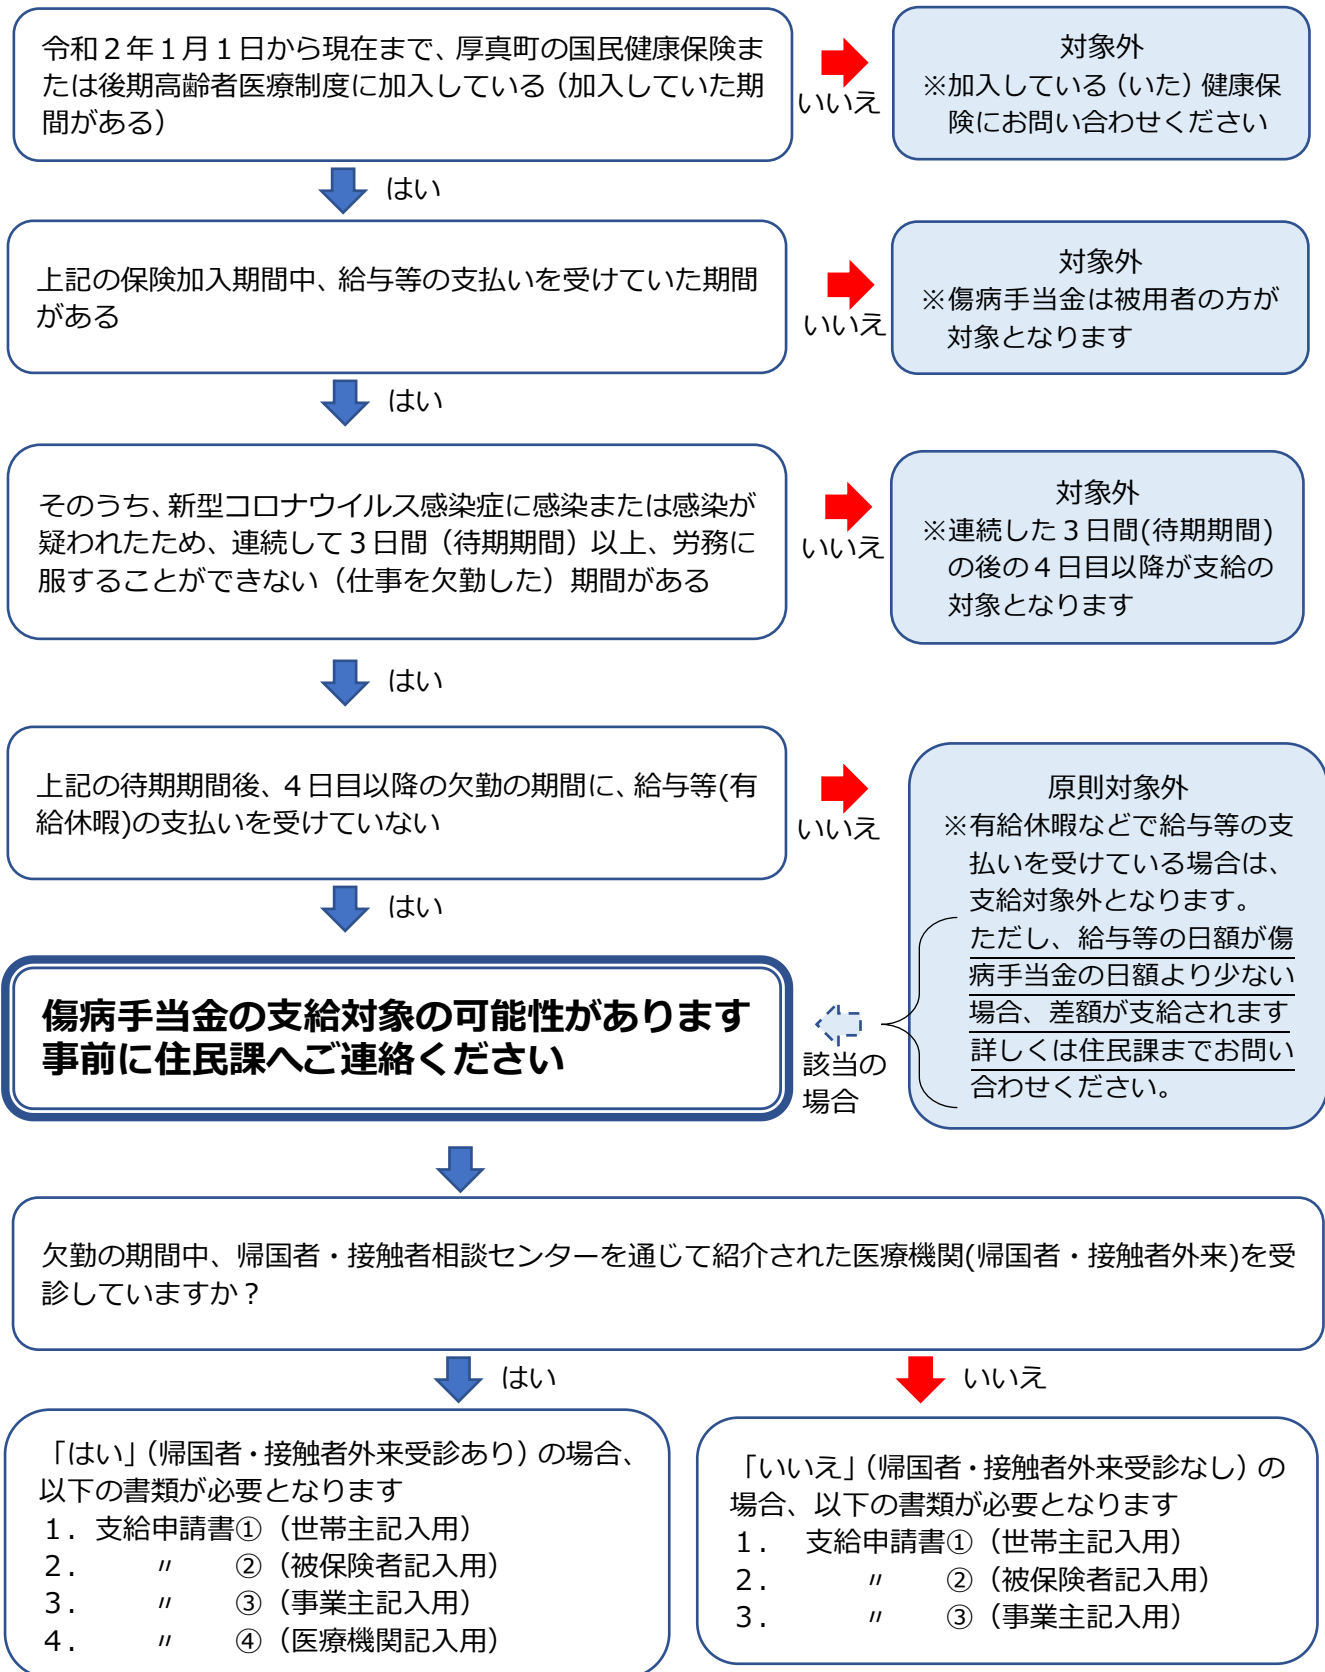 令和２年１月１日から現在まで、厚真町の国民健康保険ま
たは後期高齢者医療制度に加入している（加入していた期
間がある）
いいえ
対象外
※加入している（いた）健康保
険にお問い合わせください
はい
上記の保険加入期間中、給与等の支払いを受けていた期間
がある
いいえ
対象外
※傷病手当金は被用者の方が
対象となります
はい
そのうち、新型コロナウイルス感染症に感染または感染が
疑われたため、連続して３日間（待期期間）以上、労務に
服することができない（仕事を欠勤した）期間がある
いいえ
対象外
※連続した３日間(待期期間)
の後の４日目以降が支給の
対象となります
はい
上記の待期期間後、４日目以降の欠勤の期間に、給与等(有
給休暇)の支払いを受けていない
いいえ
原則対象外
※有給休暇などで給与等の支
払いを受けている場合は、
支給対象外となります。
ただし、給与等の日額が傷
病手当金の日額より少ない
場合、差額が支給されます
詳しくは住民課までお問い
合わせください。
はい
傷病手当金の支給対象の可能性があります
事前に住民課へご連絡ください
該当の
場合
欠勤の期間中、帰国者・接触者相談センターを通じて紹介された医療機関(帰国者・接触者外来)を受
診していますか？
はい
いいえ
「はい」（帰国者・接触者外来受診あり）の場合、
以下の書類が必要となります
１．支給申請書①（世帯主記入用）
２．　〃　②（被保険者記入用）
３．　〃　③（事業主記入用）
４．　〃　④（医療機関記入用）
「いいえ」（帰国者・接触者外来受診なし）の
場合、以下の書類が必要となります
１．　支給申請書①（世帯主記入用）
２．　〃　②（被保険者記入用）
３．　〃　③（事業主記入用）